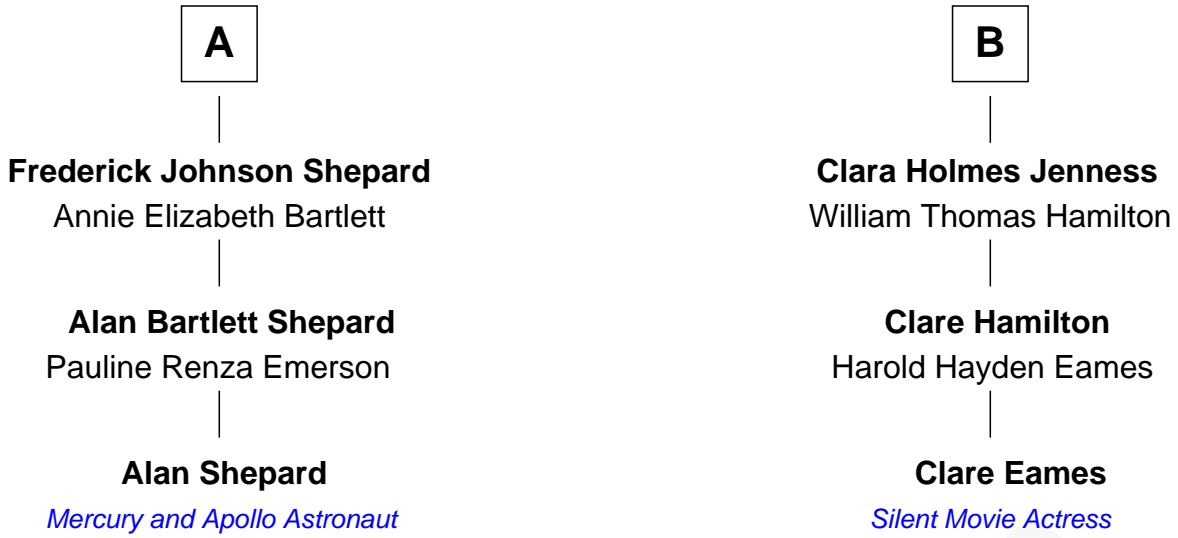 A
B
Frederick Johnson Shepard
Annie Elizabeth Bartlett
Clara Holmes Jenness
William Thomas Hamilton
Alan Bartlett Shepard
Pauline Renza Emerson
Clare Hamilton
Harold Hayden Eames
Alan Shepard
Mercury and Apollo Astronaut
Clare Eames
Silent Movie Actress